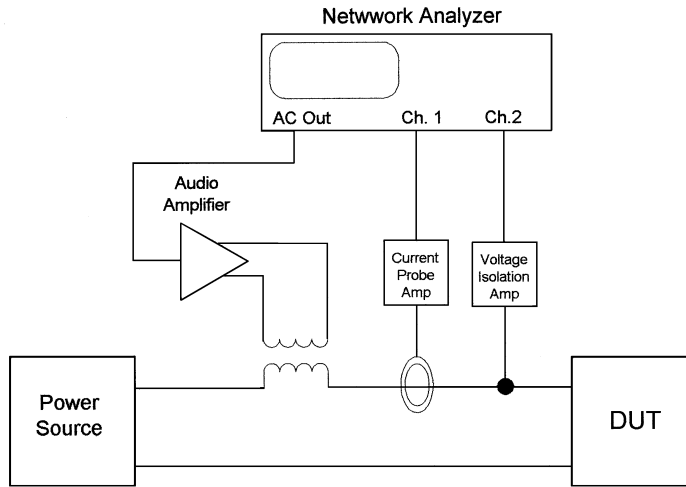 Netwwork Analyzer
AC Out
Ch. 1
Ch.2
Audio
Amplifier
Current
Probe
Amp
Voltage
Isolation
Amp
Power
Source
DUT